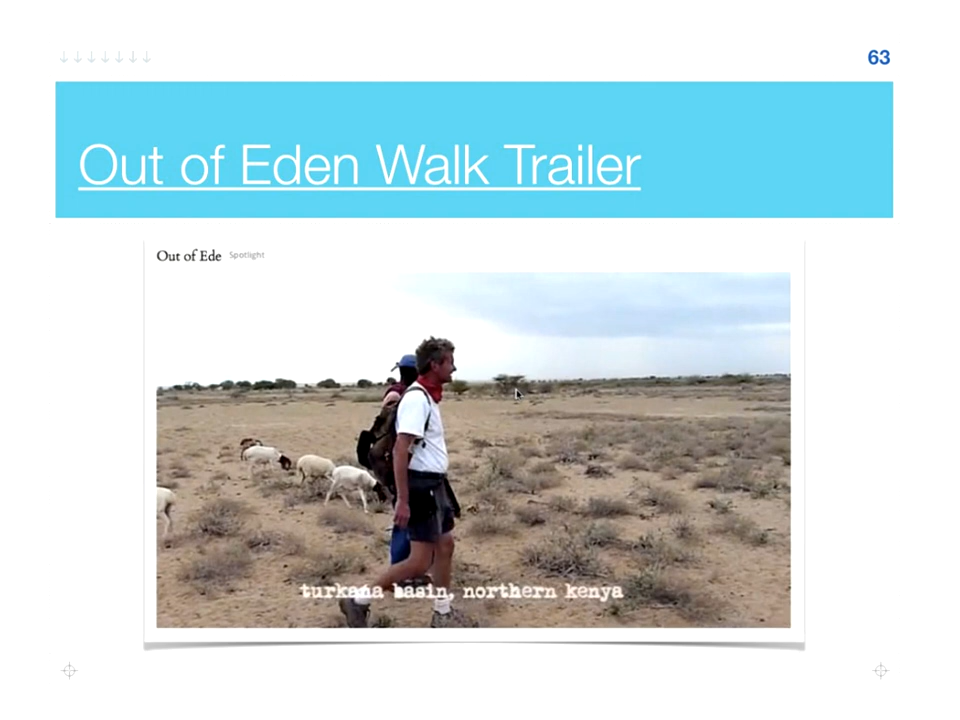 63
Out of Eden Walk Trailer
Out of Ede Spotlight
turkana basin, northern kenya